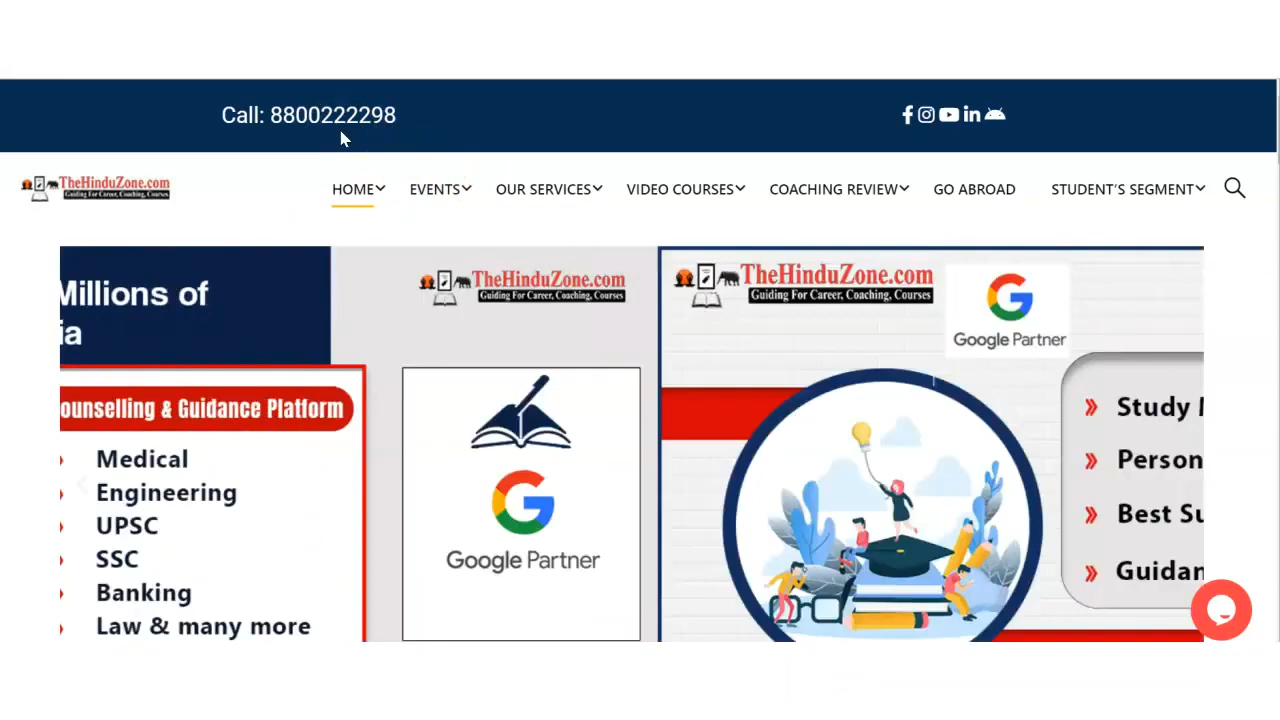 Call: 8800222298
TheHinduZone.com
Guiding For Career, Coaching, Courses
HOME
EVENTS
OUR SERVICES
VIDEO COURSES
COACHING REVIEW
GO ABROAD
STUDENT'S SEGMENT
Millions of
ia
ounselling & Guidance Platform
Medical
Engineering
UPSC
SSC
Banking
Law & many more
TheHinduZone.com
Guiding For Career, Coaching, Courses
Google Partner
TheHinduZone.com
Guiding For Career, Coaching, Courses
Google Partner
Study
Person
Best Su
Guidan